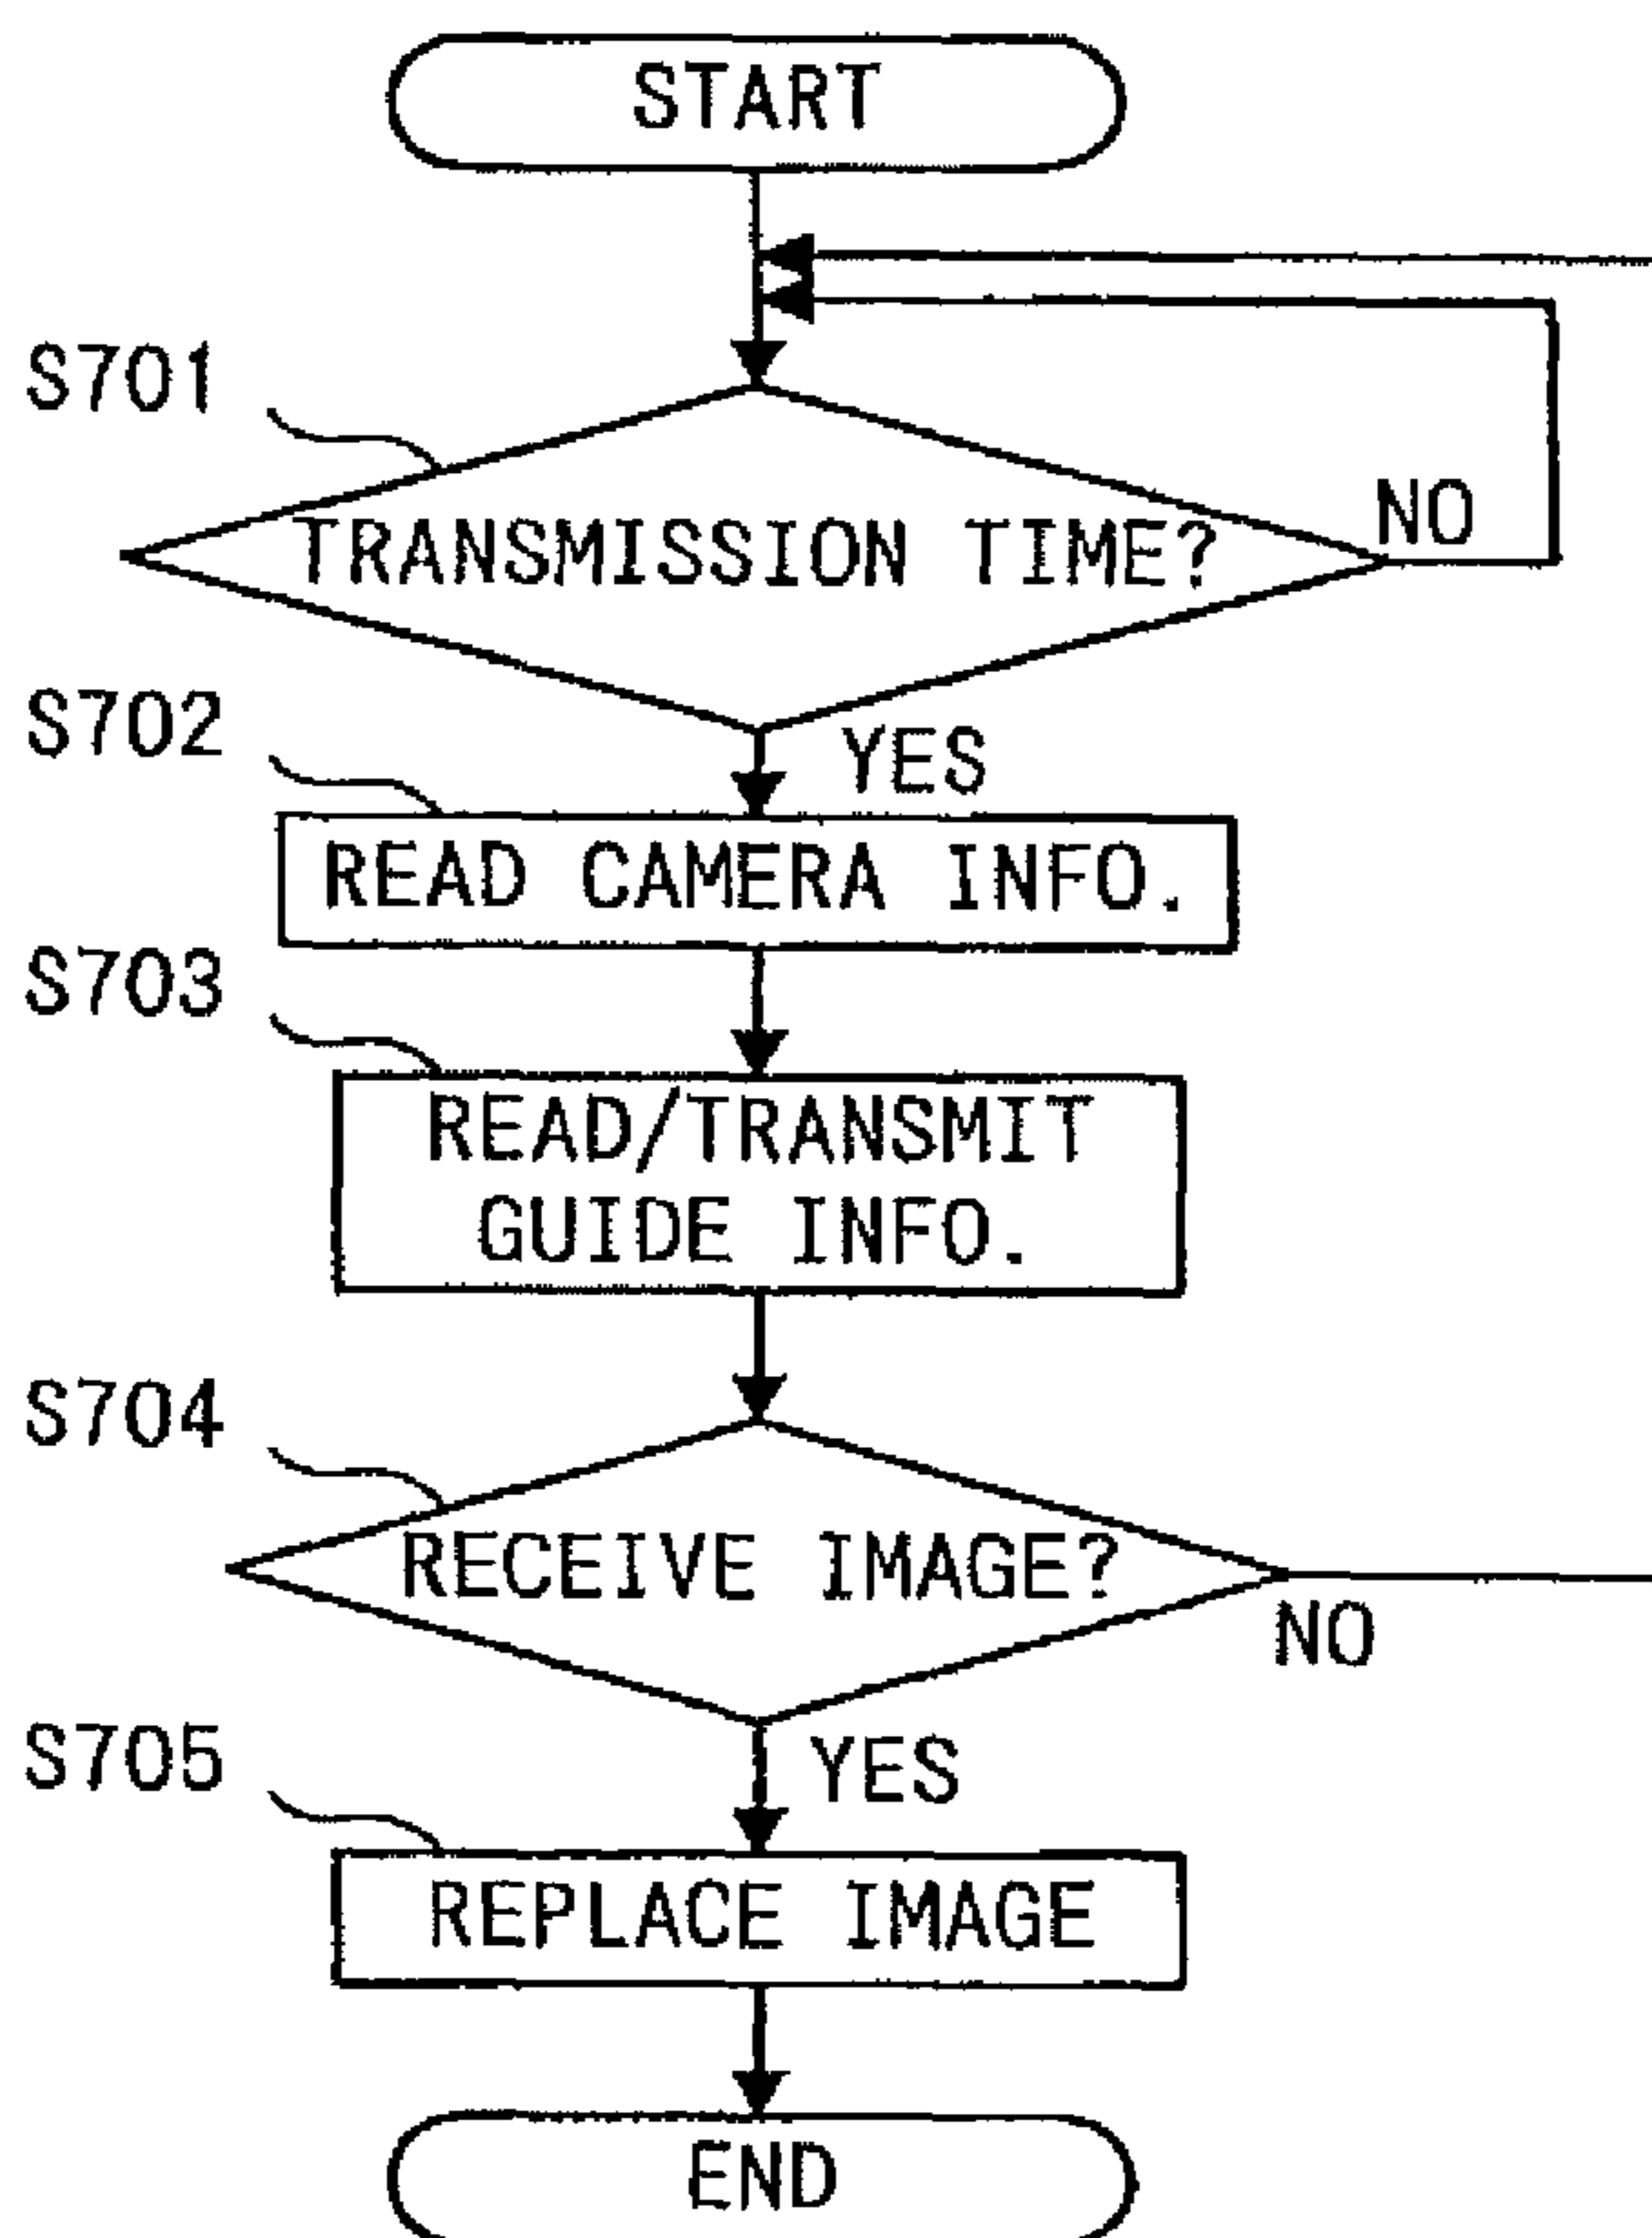 START
S701
TRANSMISSION TIME?
NO
S702
YES
READ CAMERA INFO.
S703
READ/TRANSMIT
GUIDE INFO.
S704
RECEIVE IMAGE?
NO
S705
YES
REPLACE IMAGE
END